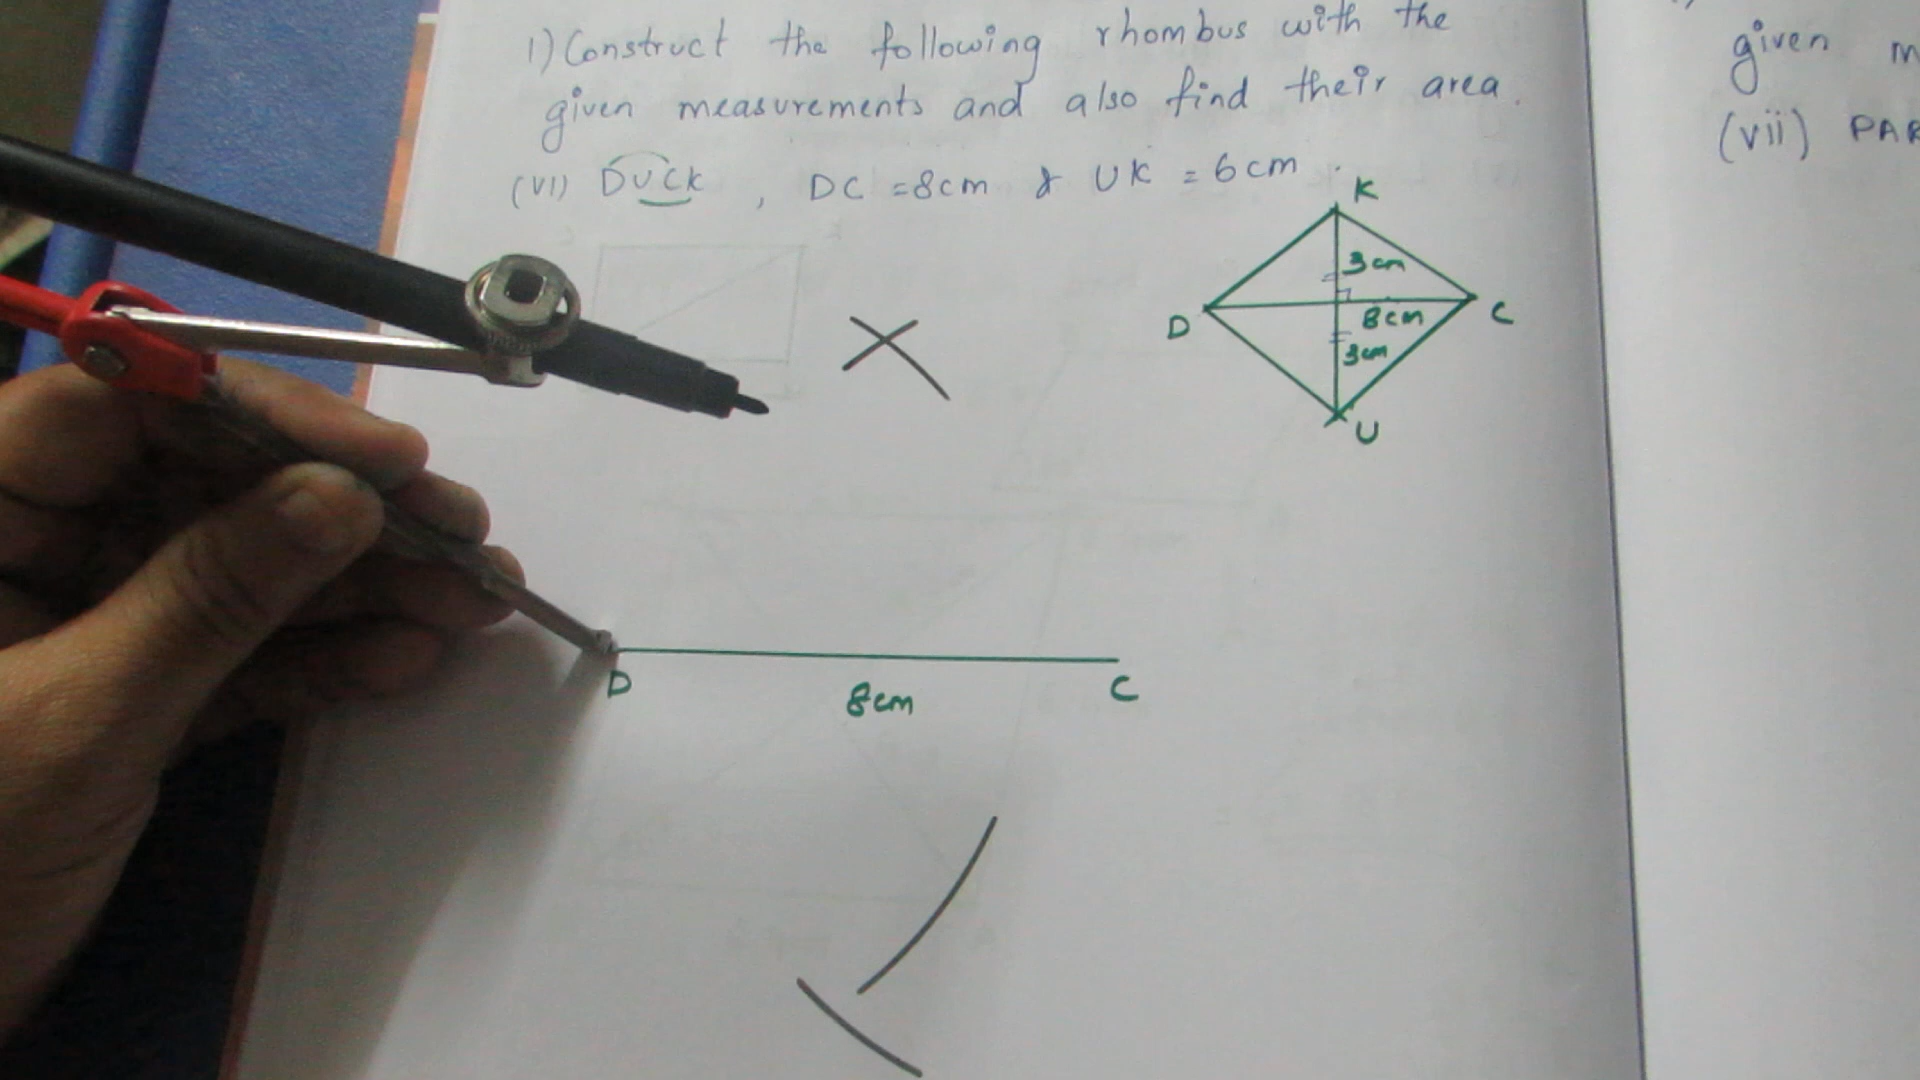 1) Construct the following rhombus with the
given measurements and also find their area.
(vi) DUCK, DC = 8cm & UK = 6cm.
K
3cm
D
8cm
C
3cm
U
D
8cm
C
given
(vii)